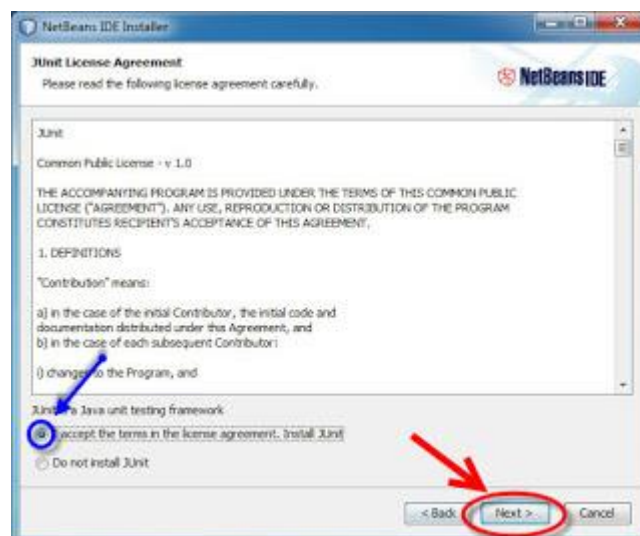 NetBeans IDE Installer
JUnit License Agreement
Please read the following license agreement carefully.
NetBeans IDE
JUnit
Common Public License - v 1.0
THE ACCOMPANYING PROGRAM IS PROVIDED UNDER THE TERMS OF THIS COMMON PUBLIC
LICENSE ("AGREEMENT"). ANY USE, REPRODUCTION OR DISTRIBUTION OF THE PROGRAM
CONSTITUTES RECIPIENT'S ACCEPTANCE OF THIS AGREEMENT.
1. DEFINITIONS
"Contribution" means:
a) in the case of the initial Contributor, the initial code and
documentation distributed under this Agreement, and
b) in the case of each subsequent Contributor:
i) changes to the Program, and
a Java unit testing framework
accept the terms in the license agreement. Install JUnit
Do not install JUnit
< Back
Next >
Cancel